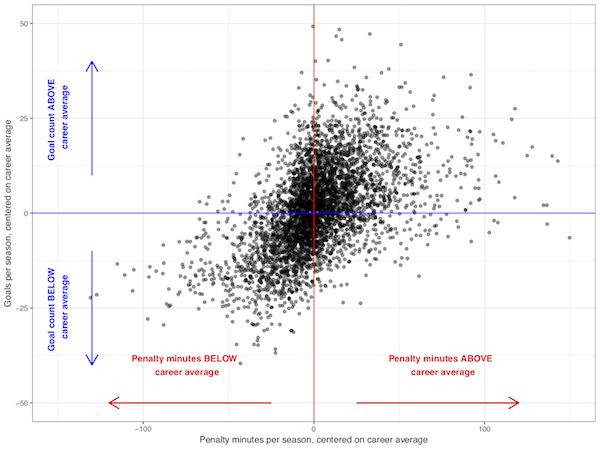 50
25
0
−25
−50
Goals per season, centered on career average
Goal count ABOVE
career average
Goal count BELOW
career average
Penalty minutes BELOW
career average
Penalty minutes ABOVE
career average
−100
0
100
Penalty minutes per season, centered on career average